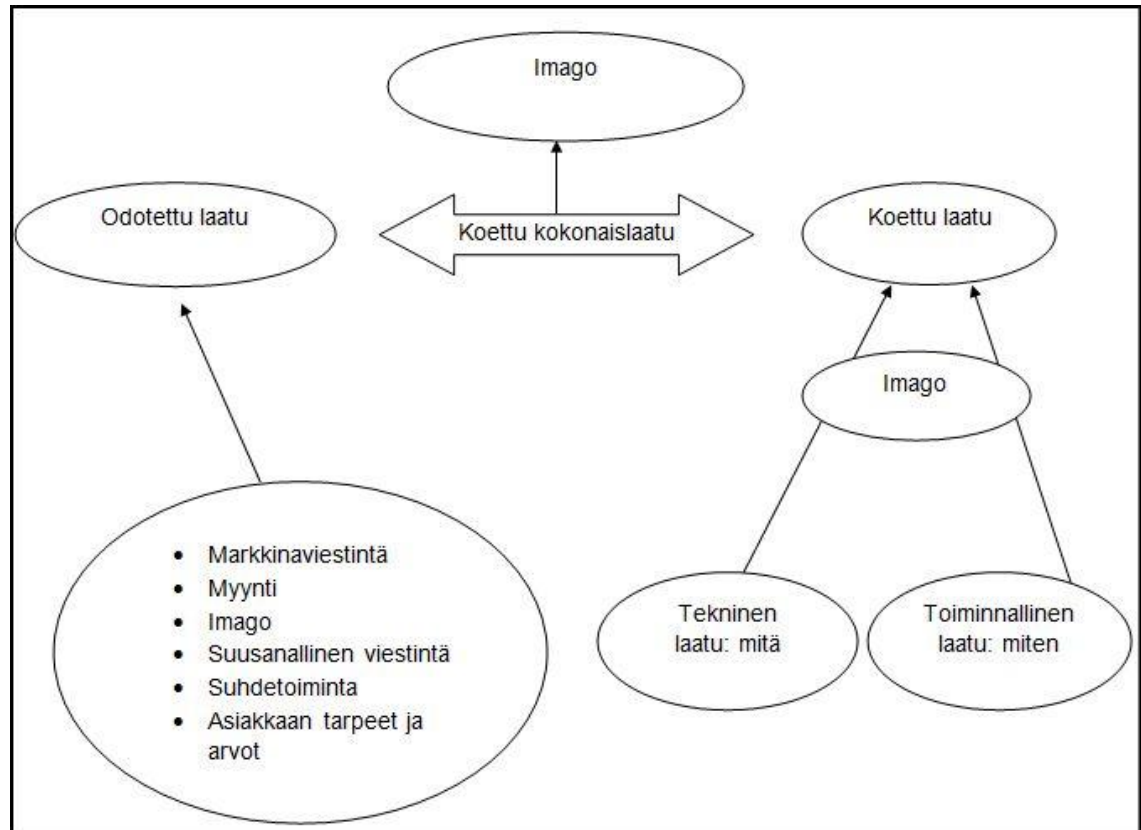 Imago
Odotettu laatu
Koettu kokonaislaatu
Koettu laatu
Imago
• Markkinaviestintä
• Myynti
• Imago
• Suusanallinen viestintä
• Suhdetoiminta
• Asiakkaan tarpeet ja
arvot
Tekninen
laatu: mitä
Toiminnallinen
laatu: miten